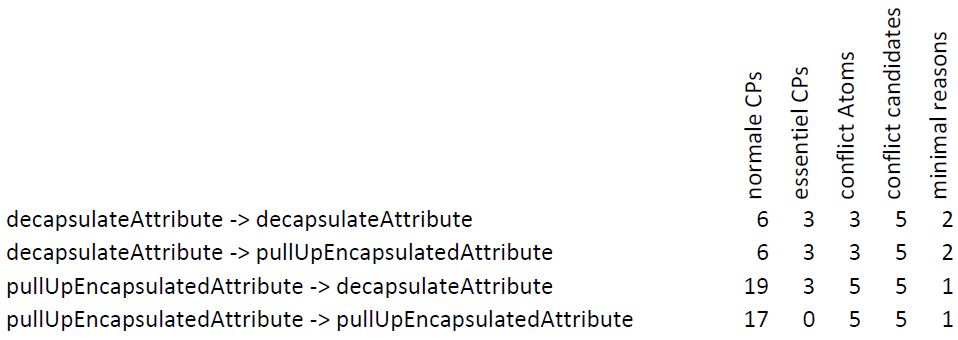 normale CPs
essentiel CPs
conflict Atoms
conflict candidates
minimal reasons
decapsulateAttribute -> decapsulateAttribute 6 3 3 5 2
decapsulateAttribute -> pullUpEncapsulatedAttribute 6 3 3 5 2
pullUpEncapsulatedAttribute -> decapsulateAttribute 19 3 5 5 1
pullUpEncapsulatedAttribute -> pullUpEncapsulatedAttribute 17 0 5 5 1